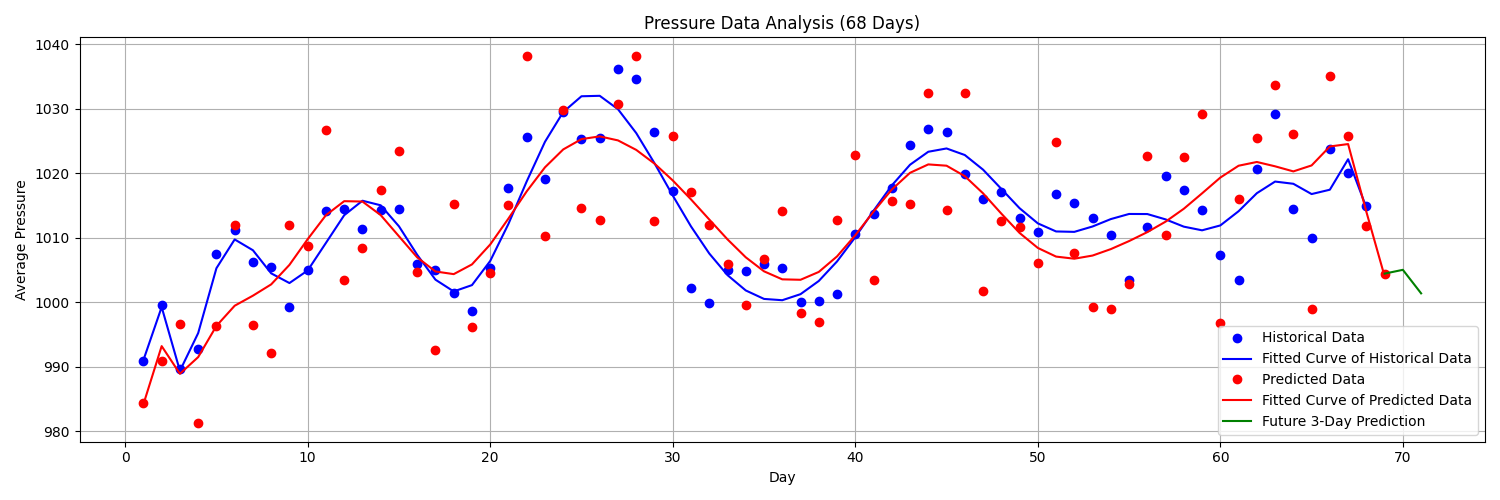 Pressure Data Analysis (68 Days)
Average Pressure
1040
1030
1020
1010
1000
990
980
0 10 20 30 40 50 60 70
Day
Historical Data
Fitted Curve of Historical Data
Predicted Data
Fitted Curve of Predicted Data
Future 3-Day Prediction